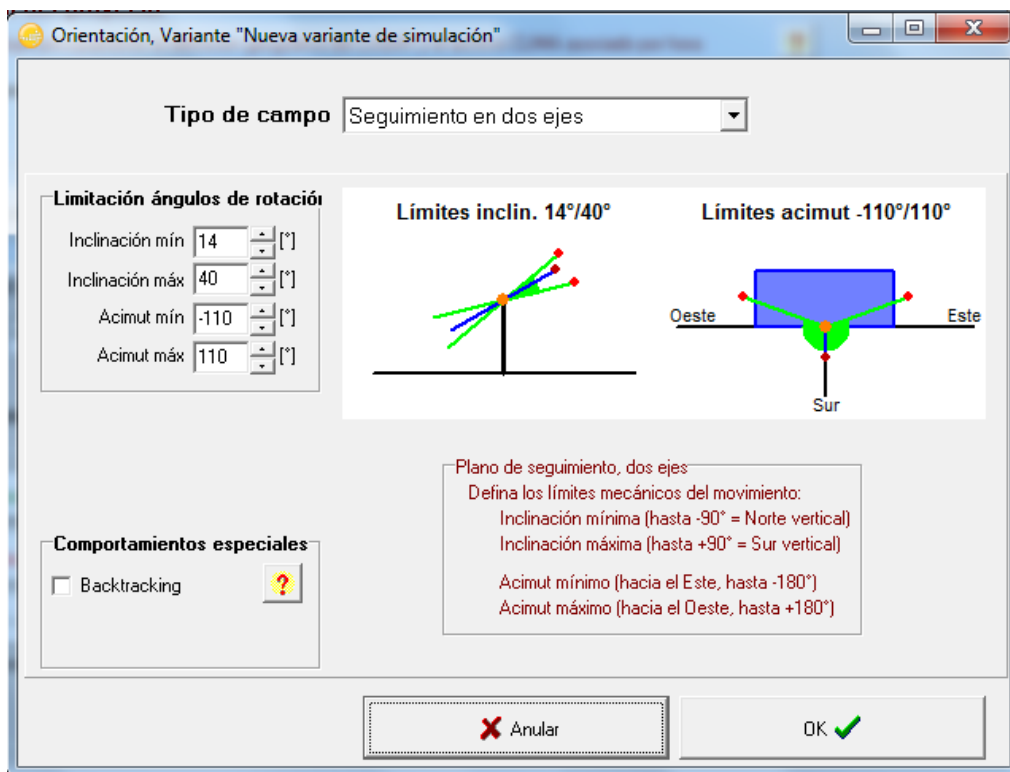 Orientación, Variante "Nueva variante de simulación"
Tipo de campo Seguimiento en dos ejes
Limitación ángulos de rotación
Inclinación mín 14 [°]
Inclinación máx 40 [°]
Acimut mín -110 [°]
Acimut máx 110 [°]
Límites inclin. 14°/40°
Límites acimut -110°/110°
Oeste
Este
Sur
Plano de seguimiento, dos ejes
Defina los límites mecánicos del movimiento:
Inclinación mínima (hasta -90° = Norte vertical)
Inclinación máxima (hasta +90° = Sur vertical)
Acimut mínimo (hacia el Este, hasta -180°)
Acimut máximo (hacia el Oeste, hasta +180°)
Comportamientos especiales
Backtracking ?
Anular
OK